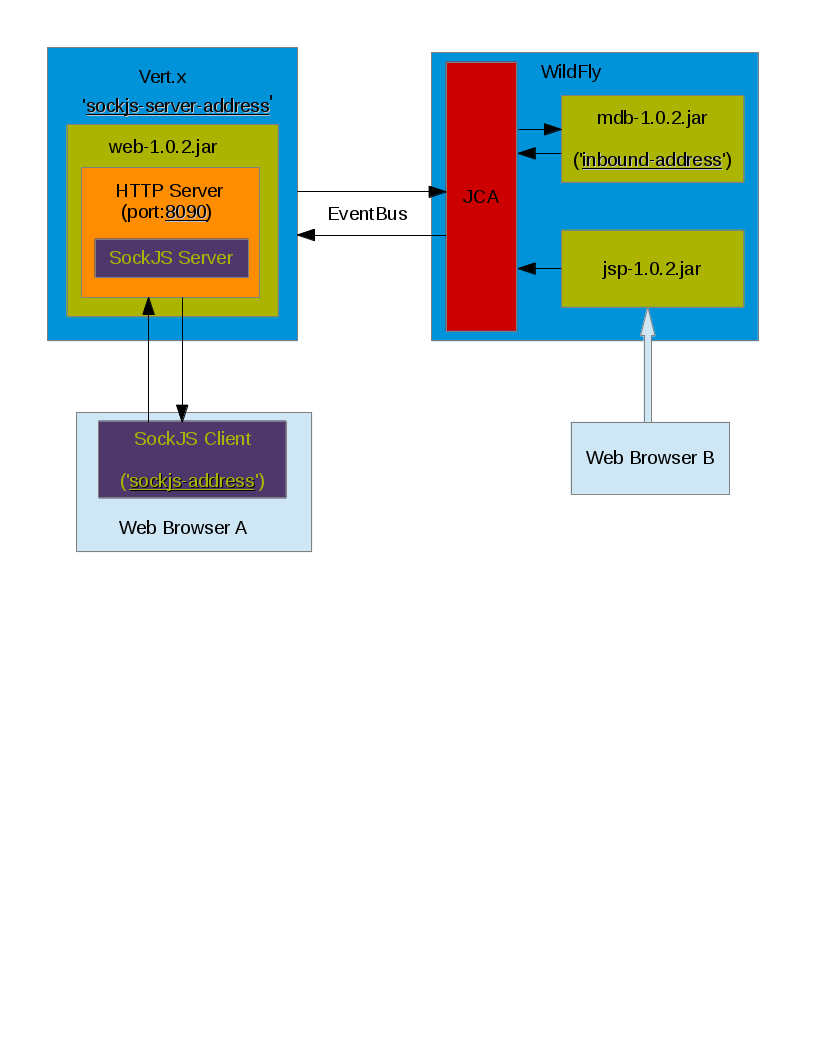 Vert.x
'sockjs-server-address'
web-1.0.2.jar
HTTP Server
(port:8090)
SockJS Server
EventBus
WildFly
JCA
mdb-1.0.2.jar
('inbound-address')
jsp-1.0.2.jar
SockJS Client
('sockjs-address')
Web Browser A
Web Browser B